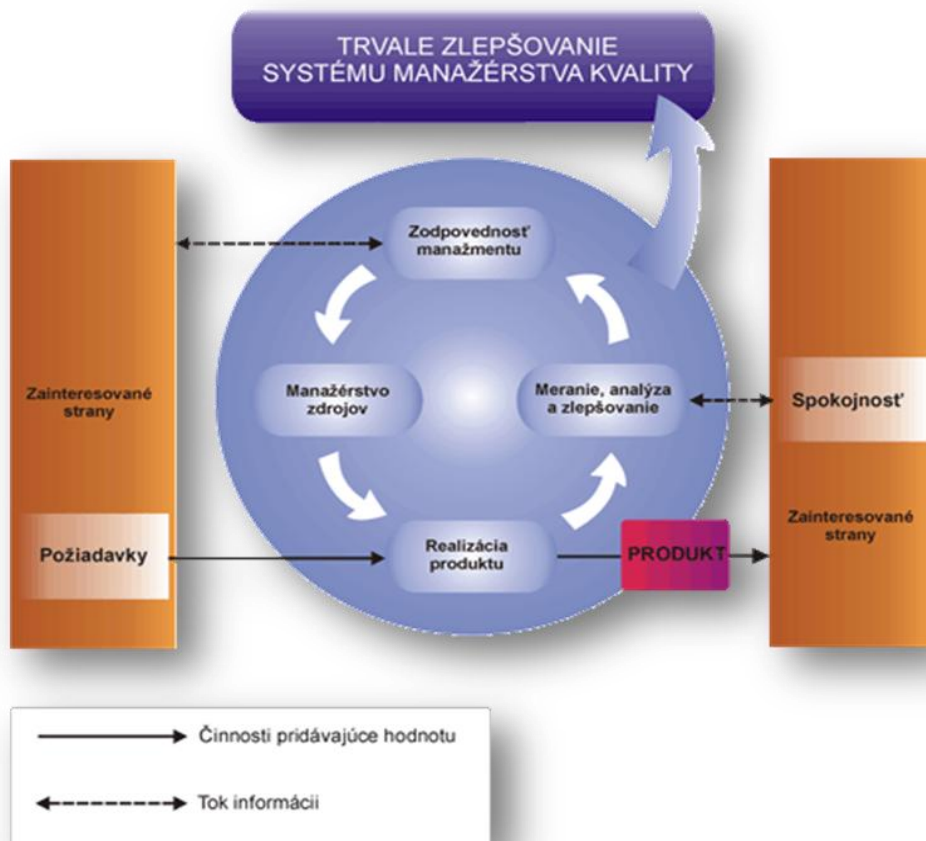 TRVALE ZLEPŠOVANIE
SYSTÉMU MANAŽÉRSTVA KVALITY
Zodpovednosť
manažmentu
Zainteresované
strany
Manažérstvo
zdrojov
Meranie, analýza
a zlepšovanie
Spokojnosť
Požiadavky
Realizácia
produktu
PRODUKT
Zainteresované
strany
Činnosti pridávajúce hodnotu
Tok informácii